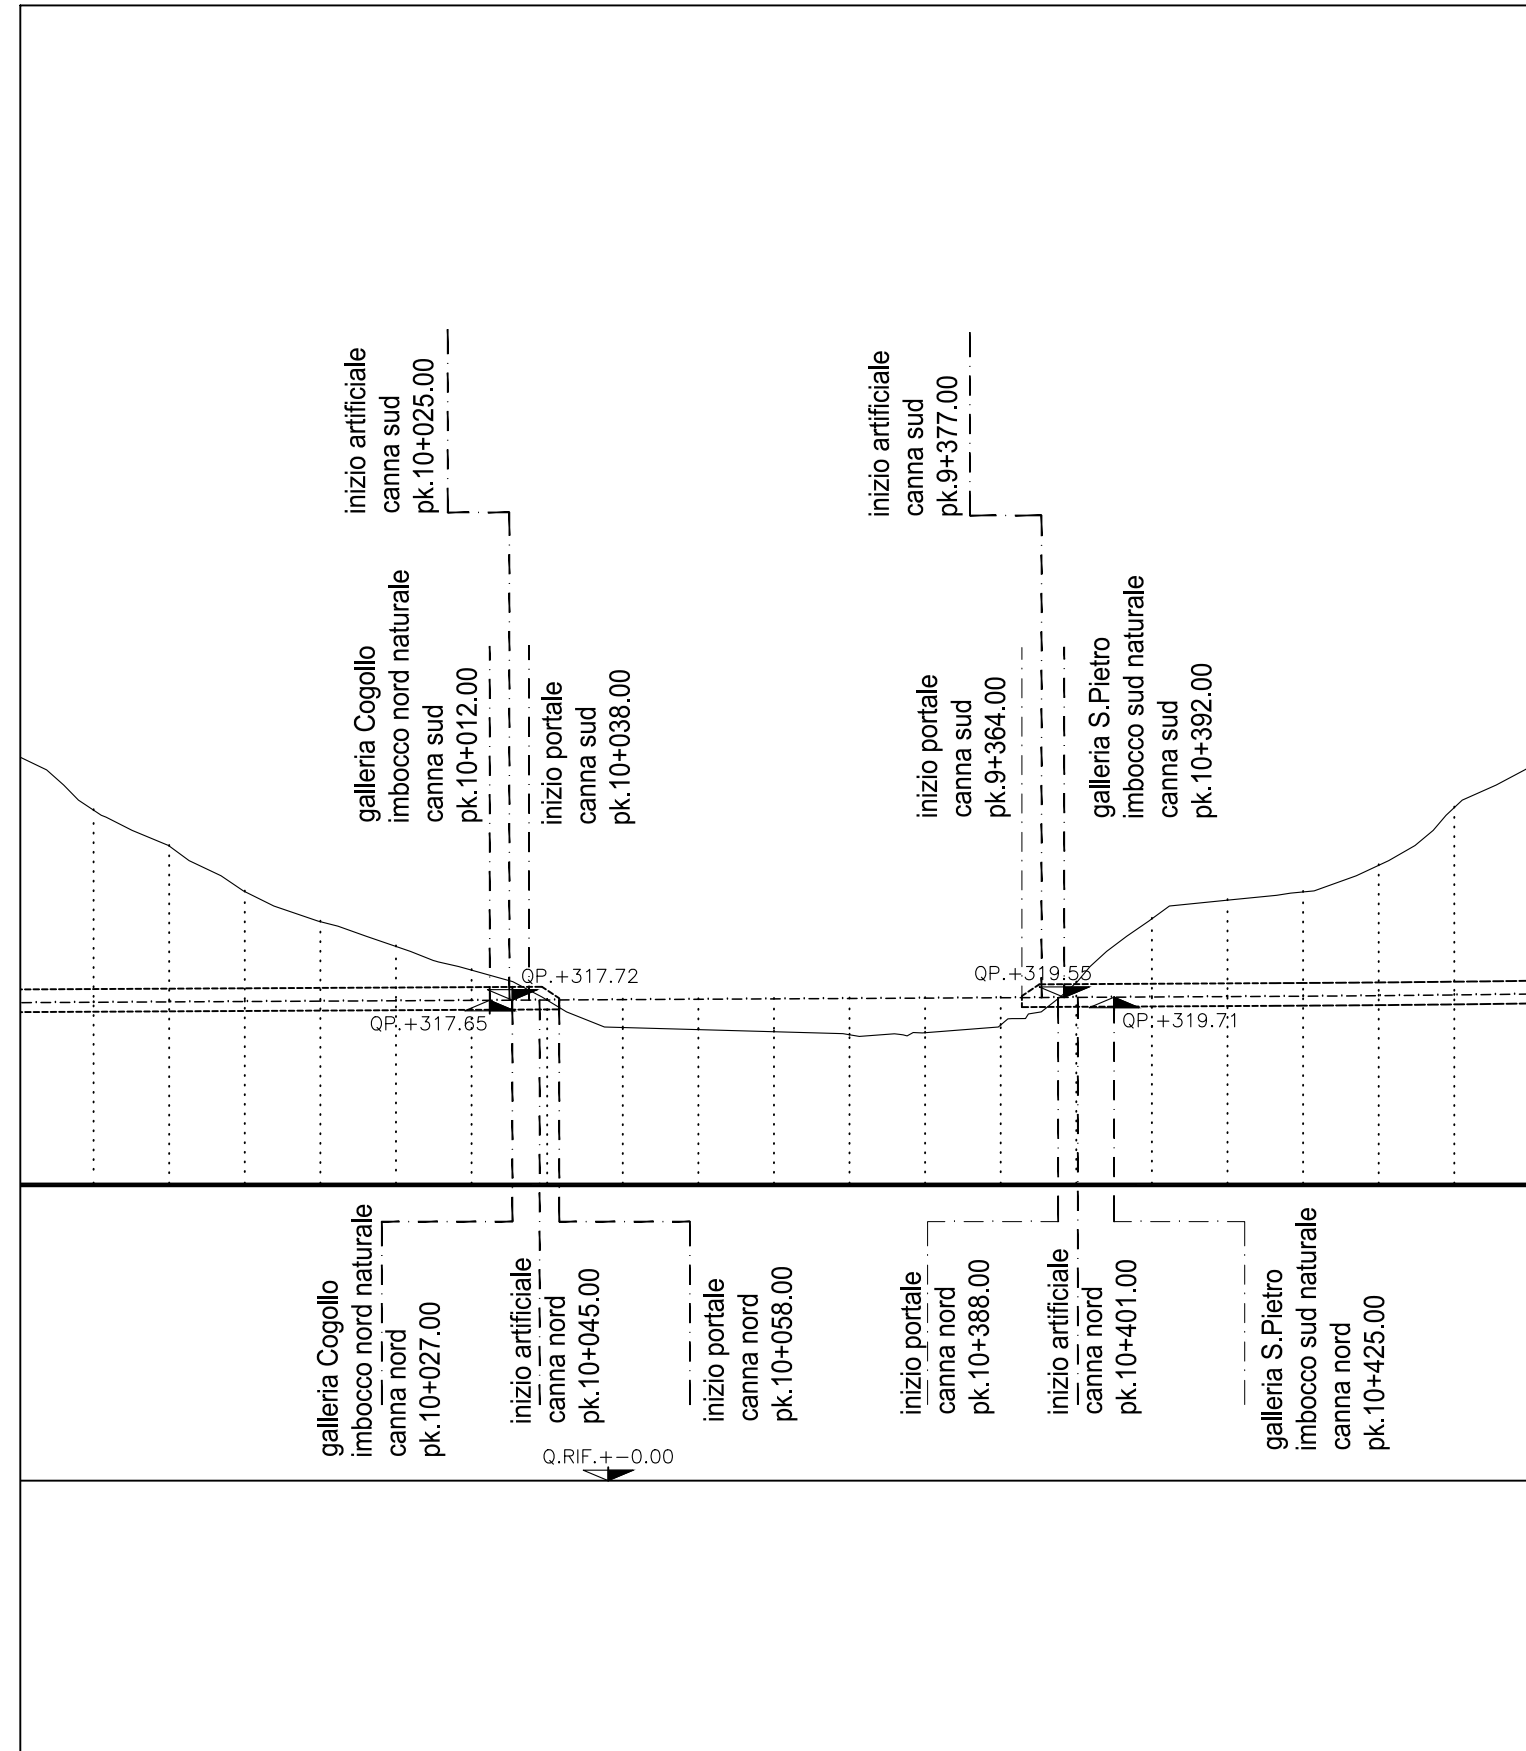 inizio artificiale
canna sud
pk.10+025.00
inizio artificiale
canna sud
pk.9+377.00
galleria Cogollo
imbocco nord naturale
canna sud
pk.10+012.00
inizio portale
canna sud
pk.10+038.00
inizio portale
canna sud
pk.9+364.00
galleria S.Pietro
imbocco sud naturale
canna sud
pk.10+392.00
QP.+317.72
QP.+317.65
QP.+319.55
QP.+319.71
galleria Cogollo
imbocco nord naturale
canna nord
pk.10+027.00
inizio artificiale
canna nord
pk.10+045.00
inizio portale
canna nord
pk.10+058.00
inizio portale
canna nord
pk.10+388.00
inizio artificiale
canna nord
pk.10+401.00
galleria S.Pietro
imbocco sud naturale
canna nord
pk.10+425.00
Q.RIF.+-0.00